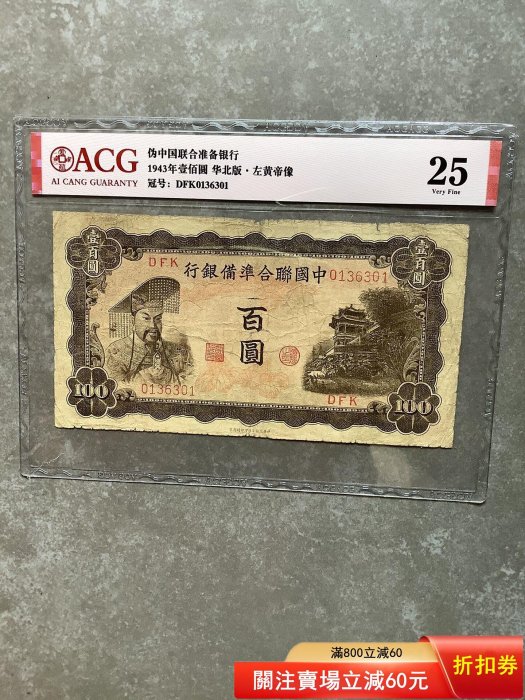 ACG
AI CANG GUARANTY
伪中国联合准备银行
1943年壹佰圆 华北版·左黄帝像
冠号：DFK0136301
25
Very Fine
壹百圓
壹百圓
DFK
行銀備準合聯國中
0136301
一百圓
0136301
DFK
100
100
滿800立減60
關注賣場立減60元
折扣券